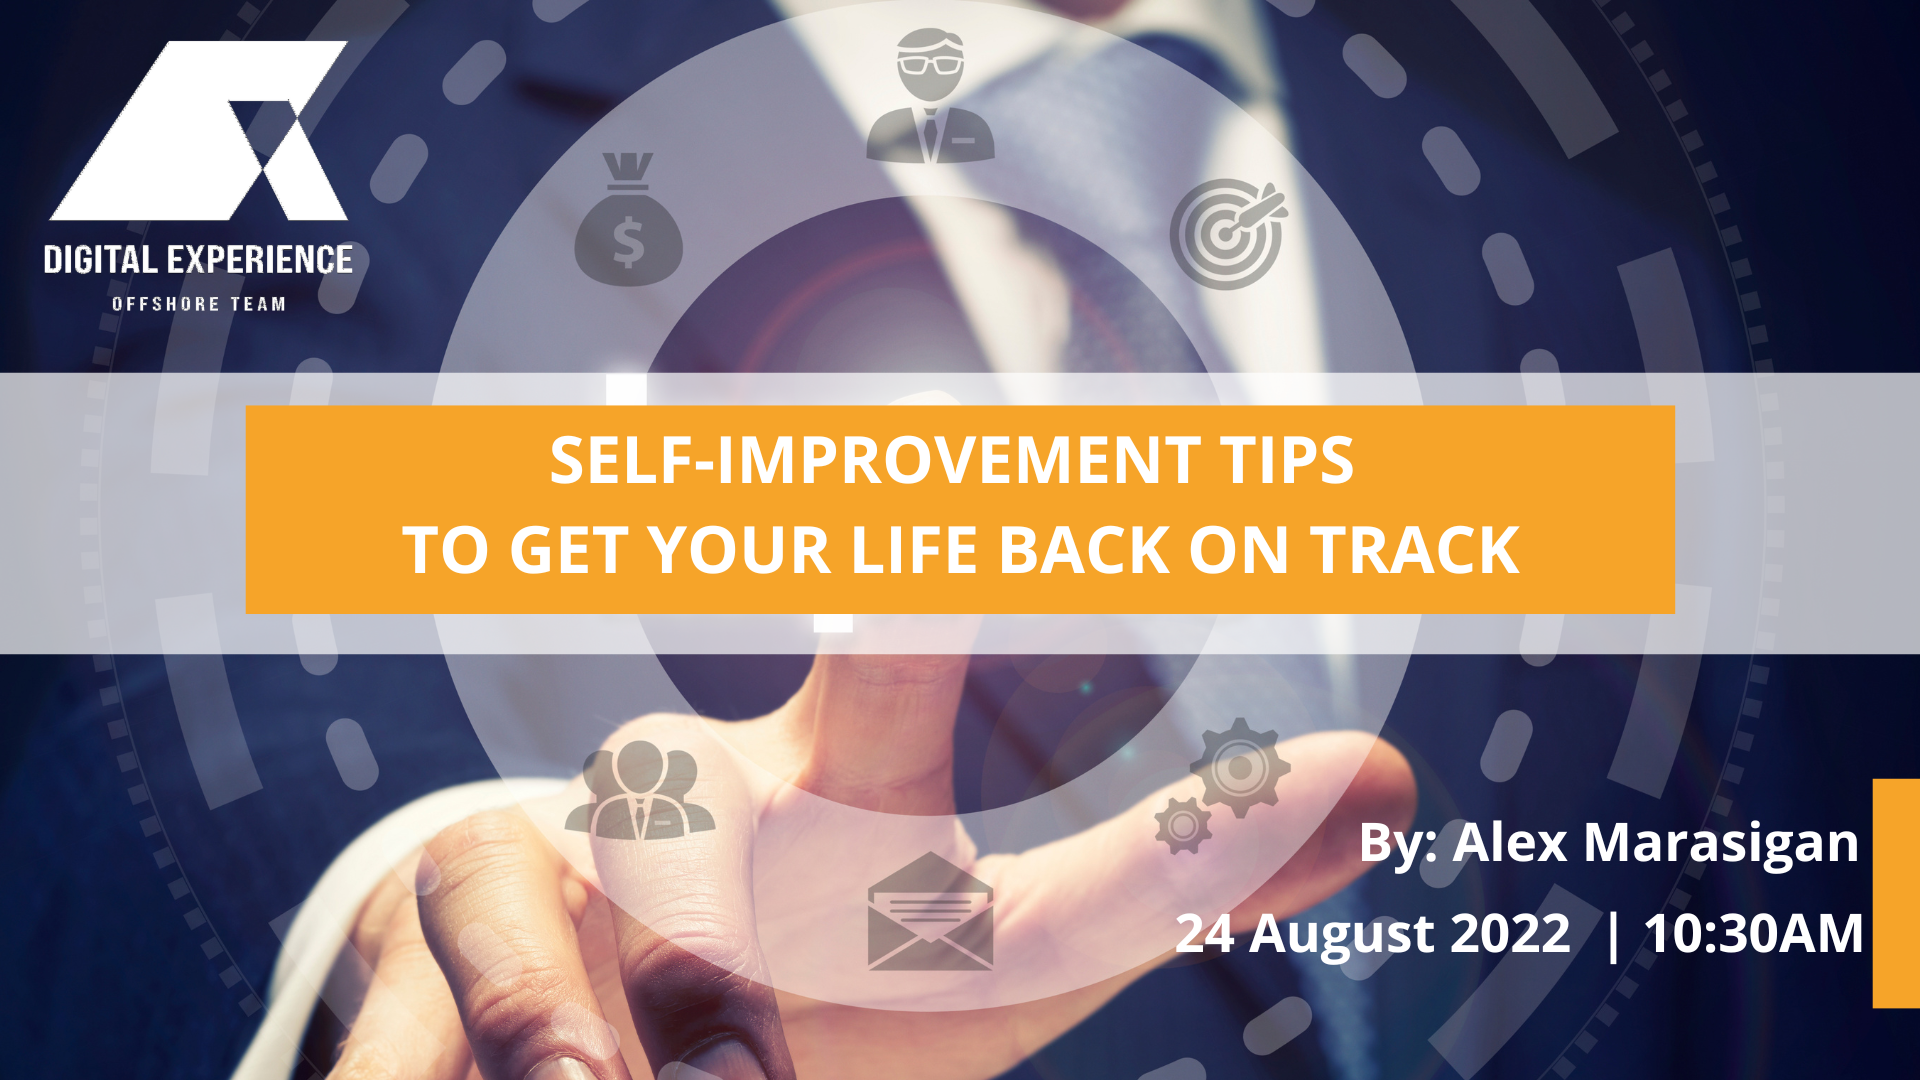 DIGITAL EXPERIENCE
OFFSHORE TEAM
$
SELF-IMPROVEMENT TIPS
TO GET YOUR LIFE BACK ON TRACK
By: Alex Marasigan
24 August 2022 | 10:30AM